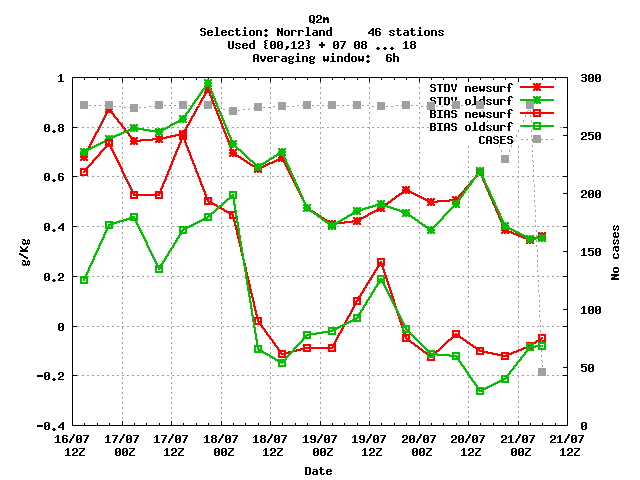 Q2m
Selection: Norrland     46 stations
Used {00,12} + 07 08 ... 18
Averaging window:  6h
STDV newsurf
STDV oldsurf
BIAS newsurf
BIAS oldsurf
CASES
1
0.8
0.6
0.4
0.2
0
-0.2
-0.4
g/Kg
300
250
200
150
100
50
0
No cases
16/07 17/07 17/07 18/07 18/07 19/07 19/07 20/07 20/07 21/07 21/07
12Z 00Z 12Z 00Z 12Z 00Z 12Z 00Z 12Z 00Z 12Z
Date